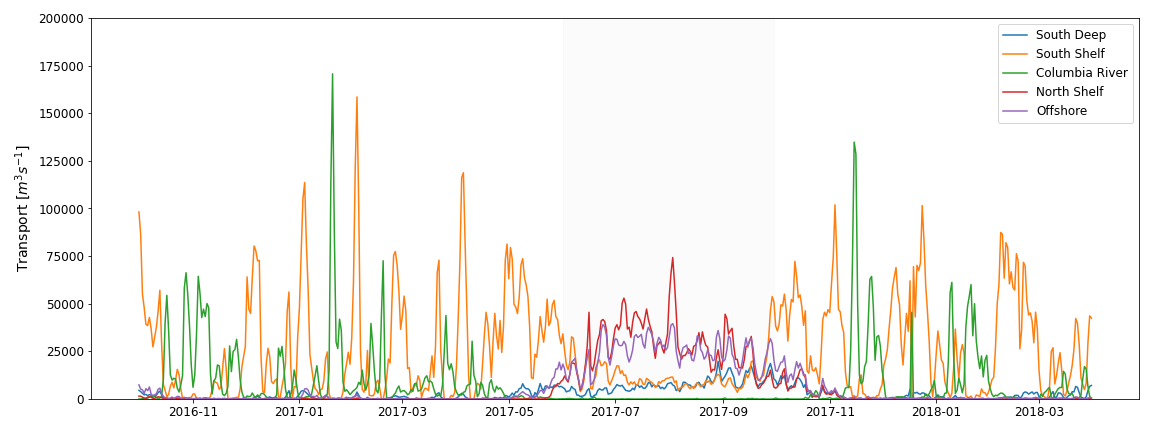 200000
175000
150000
125000
100000
75000
50000
25000
0
Transport [$m^3s^{-1}$]
2016-11 2017-01 2017-03 2017-05 2017-07 2017-09 2017-11 2018-01 2018-03
South Deep
South Shelf
Columbia River
North Shelf
Offshore